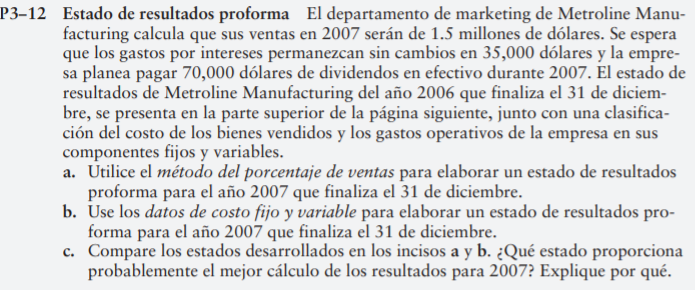 P3–12 Estado de resultados proforma El departamento de marketing de Metroline Manu-
facturing calcula que sus ventas en 2007 serán de 1.5 millones de dólares. Se espera
que los gastos por intereses permanezcan sin cambios en 35,000 dólares y la empre-
sa planea pagar 70,000 dólares de dividendos en efectivo durante 2007. El estado de
resultados de Metroline Manufacturing del año 2006 que finaliza el 31 de diciem-
bre, se presenta en la parte superior de la página siguiente, junto con una clasifica-
ción del costo de los bienes vendidos y los gastos operativos de la empresa en sus
componentes fijos y variables.
a. Utilice el método del porcentaje de ventas para elaborar un estado de resultados
proforma para el año 2007 que finaliza el 31 de diciembre.
b. Use los datos de costo fijo y variable para elaborar un estado de resultados pro-
forma para el año 2007 que finaliza el 31 de diciembre.
c. Compare los estados desarrollados en los incisos a y b. ¿Qué estado proporciona
probablemente el mejor cálculo de los resultados para 2007? Explique por qué.